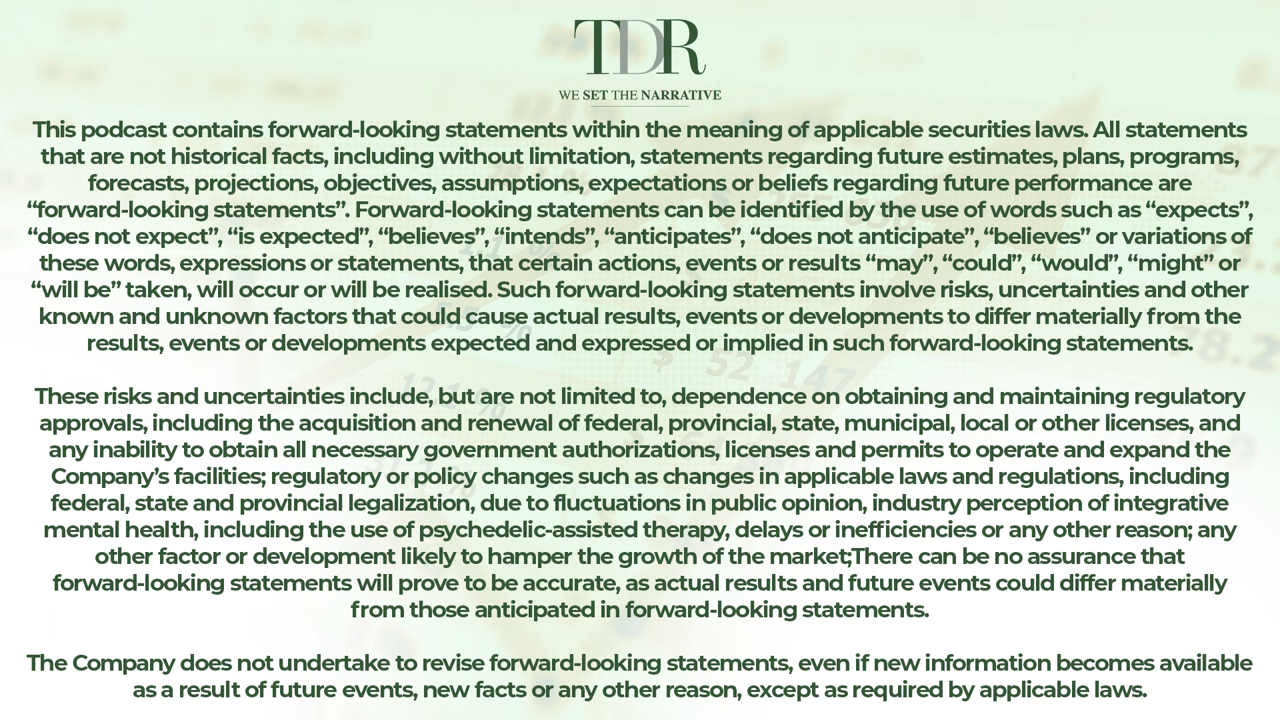 TDR
WE SET THE NARRATIVE
This podcast contains forward-looking statements within the meaning of applicable securities laws. All statements
that are not historical facts, including without limitation, statements regarding future estimates, plans, programs,
forecasts, projections, objectives, assumptions, expectations or beliefs regarding future performance are
“forward-looking statements”. Forward-looking statements can be identified by the use of words such as “expects”,
“does not expect”, “is expected”, “believes”, “intends”, “anticipates”, “does not anticipate”, “believes” or variations of
these words, expressions or statements, that certain actions, events or results “may”, “could”, “would”, “might” or
“will be” taken, will occur or will be realised. Such forward-looking statements involve risks, uncertainties and other
known and unknown factors that could cause actual results, events or developments to differ materially from the
results, events or developments expected and expressed or implied in such forward-looking statements.
These risks and uncertainties include, but are not limited to, dependence on obtaining and maintaining regulatory
approvals, including the acquisition and renewal of federal, provincial, state, municipal, local or other licenses, and
any inability to obtain all necessary government authorizations, licenses and permits to operate and expand the
Company’s facilities; regulatory or policy changes such as changes in applicable laws and regulations, including
federal, state and provincial legalization, due to fluctuations in public opinion, industry perception of integrative
mental health, including the use of psychedelic-assisted therapy, delays or inefficiencies or any other reason; any
other factor or development likely to hamper the growth of the market;There can be no assurance that
forward-looking statements will prove to be accurate, as actual results and future events could differ materially
from those anticipated in forward-looking statements.
The Company does not undertake to revise forward-looking statements, even if new information becomes available
as a result of future events, new facts or any other reason, except as required by applicable laws.